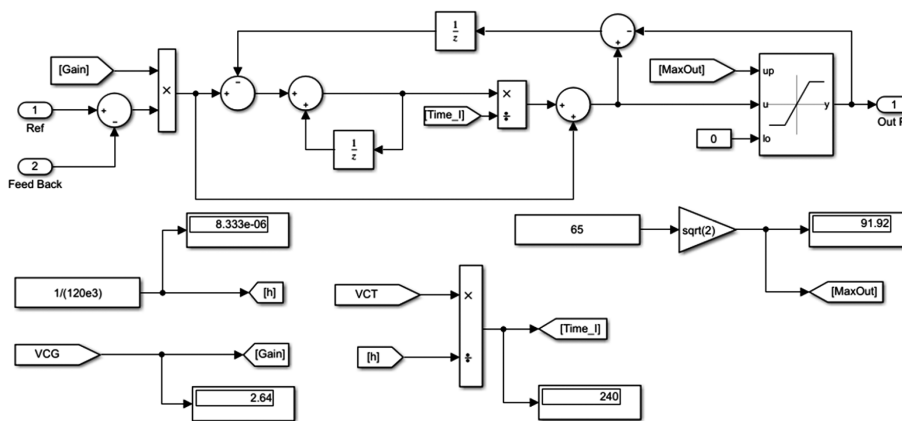 1
z
[Gain]
×
1
Ref
2
Feed Back
1
z
[Time_I]
×
÷
[MaxOut]
0
up
u
y
lo
1
Out P
8.333e-06
1/(120e3)
[h]
VCG
[Gain]
2.64
VCT
[h]
×
÷
[Time_I]
240
65
sqrt(2)
91.92
[MaxOut]